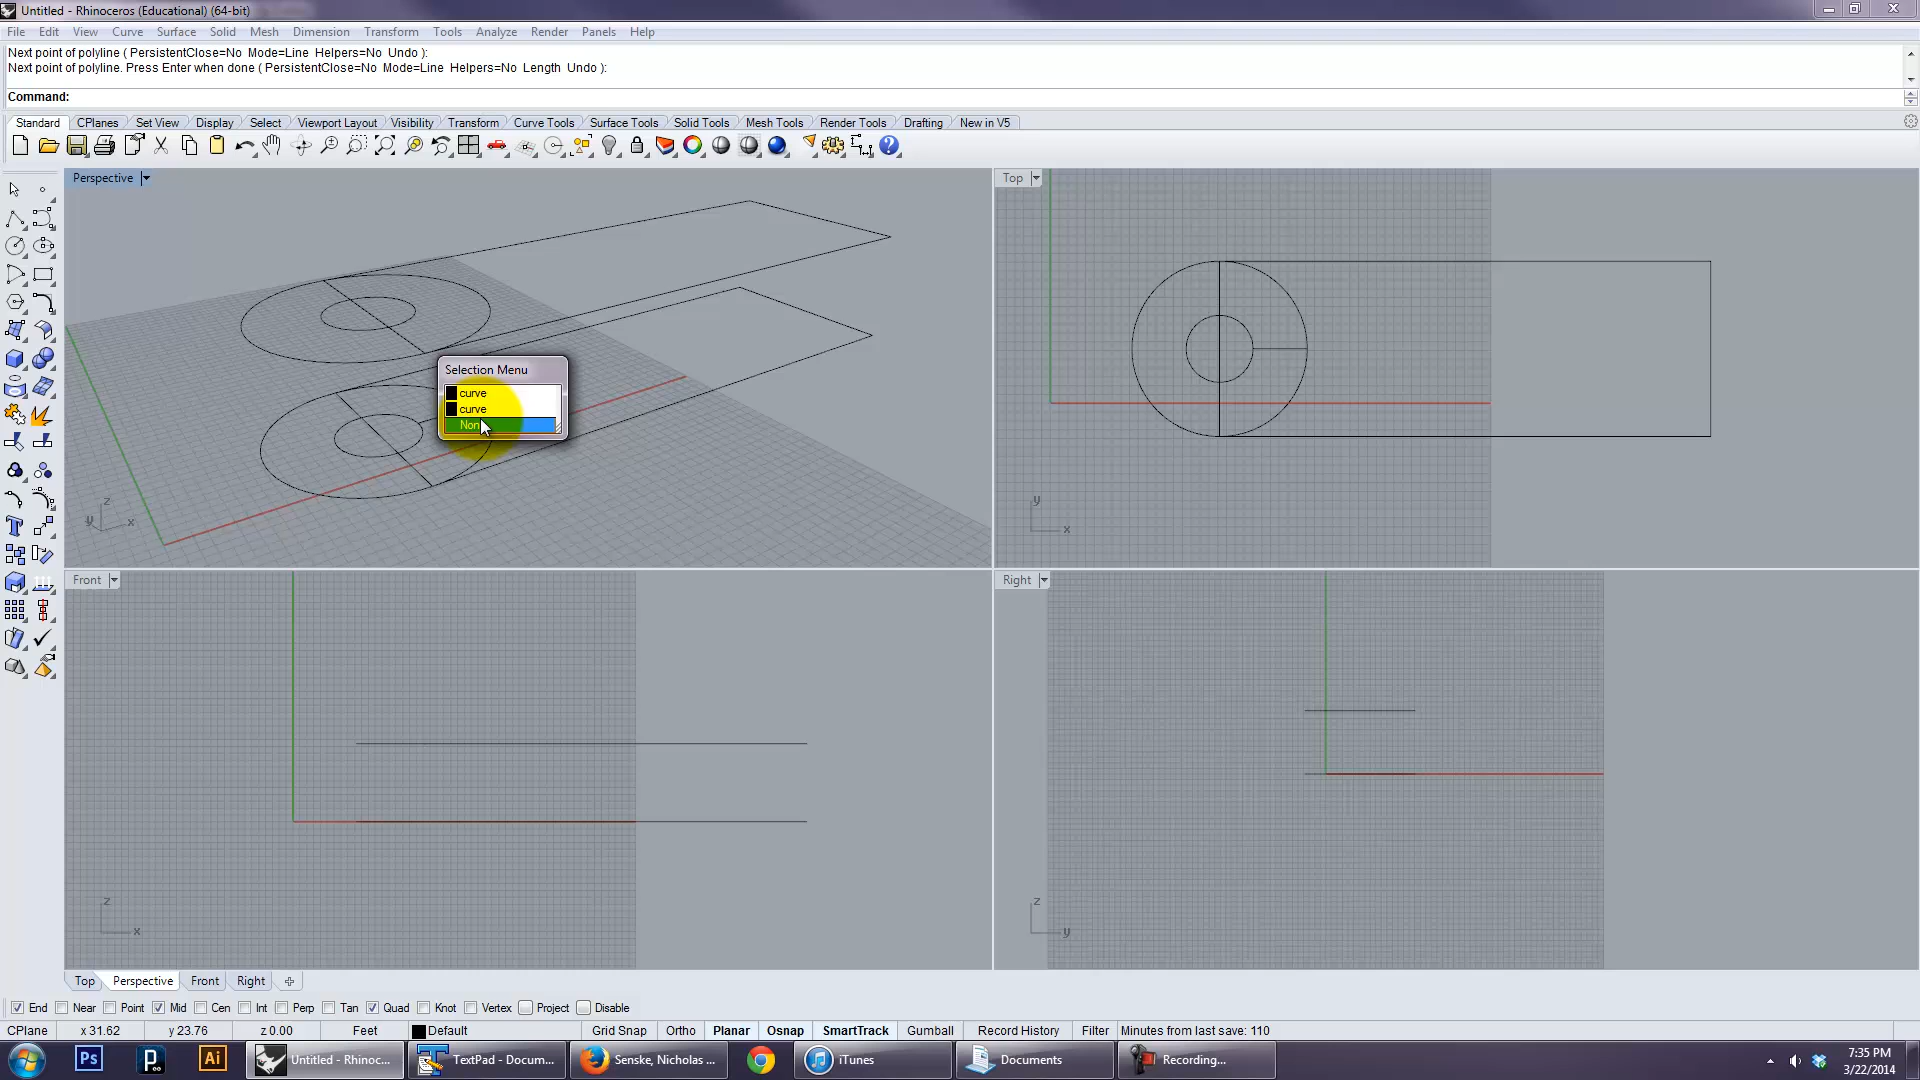 Untitled - Rhinoceros (Educational) (64-bit)
File Edit View Curve Surface Solid Mesh Dimension Transform Tools Analyze Render Panels Help
Next point of polyline ( PersistentClose=No Mode=Line Helpers=No Undo ):
Next point of polyline. Press Enter when done ( PersistentClose=No Mode=Line Helpers=No Length Undo ):
Command:
Standard CPlanes Set View Display Select Viewport Layout Visibility Transform Curve Tools Surface Tools Solid Tools Mesh Tools Render Tools Drafting New in V5
Perspective
Top
Selection Menu
curve
curve
Non
z
y x
y
x
Front
Right
z
x
z
y
Top Perspective Front Right
End Near Point Mid Cen Int Perp Tan Quad Knot Vertex Project Disable
CPlane x 31.62 y 23.76 z 0.00 Feet Default Grid Snap Ortho Planar Osnap SmartTrack Gumball Record History Filter Minutes from last save: 110
Ps p Ai Untitled - Rhinoc... TextPad - Docum... Senske, Nicholas ... iTunes Documents Recording...
7:35 PM
3/22/2014